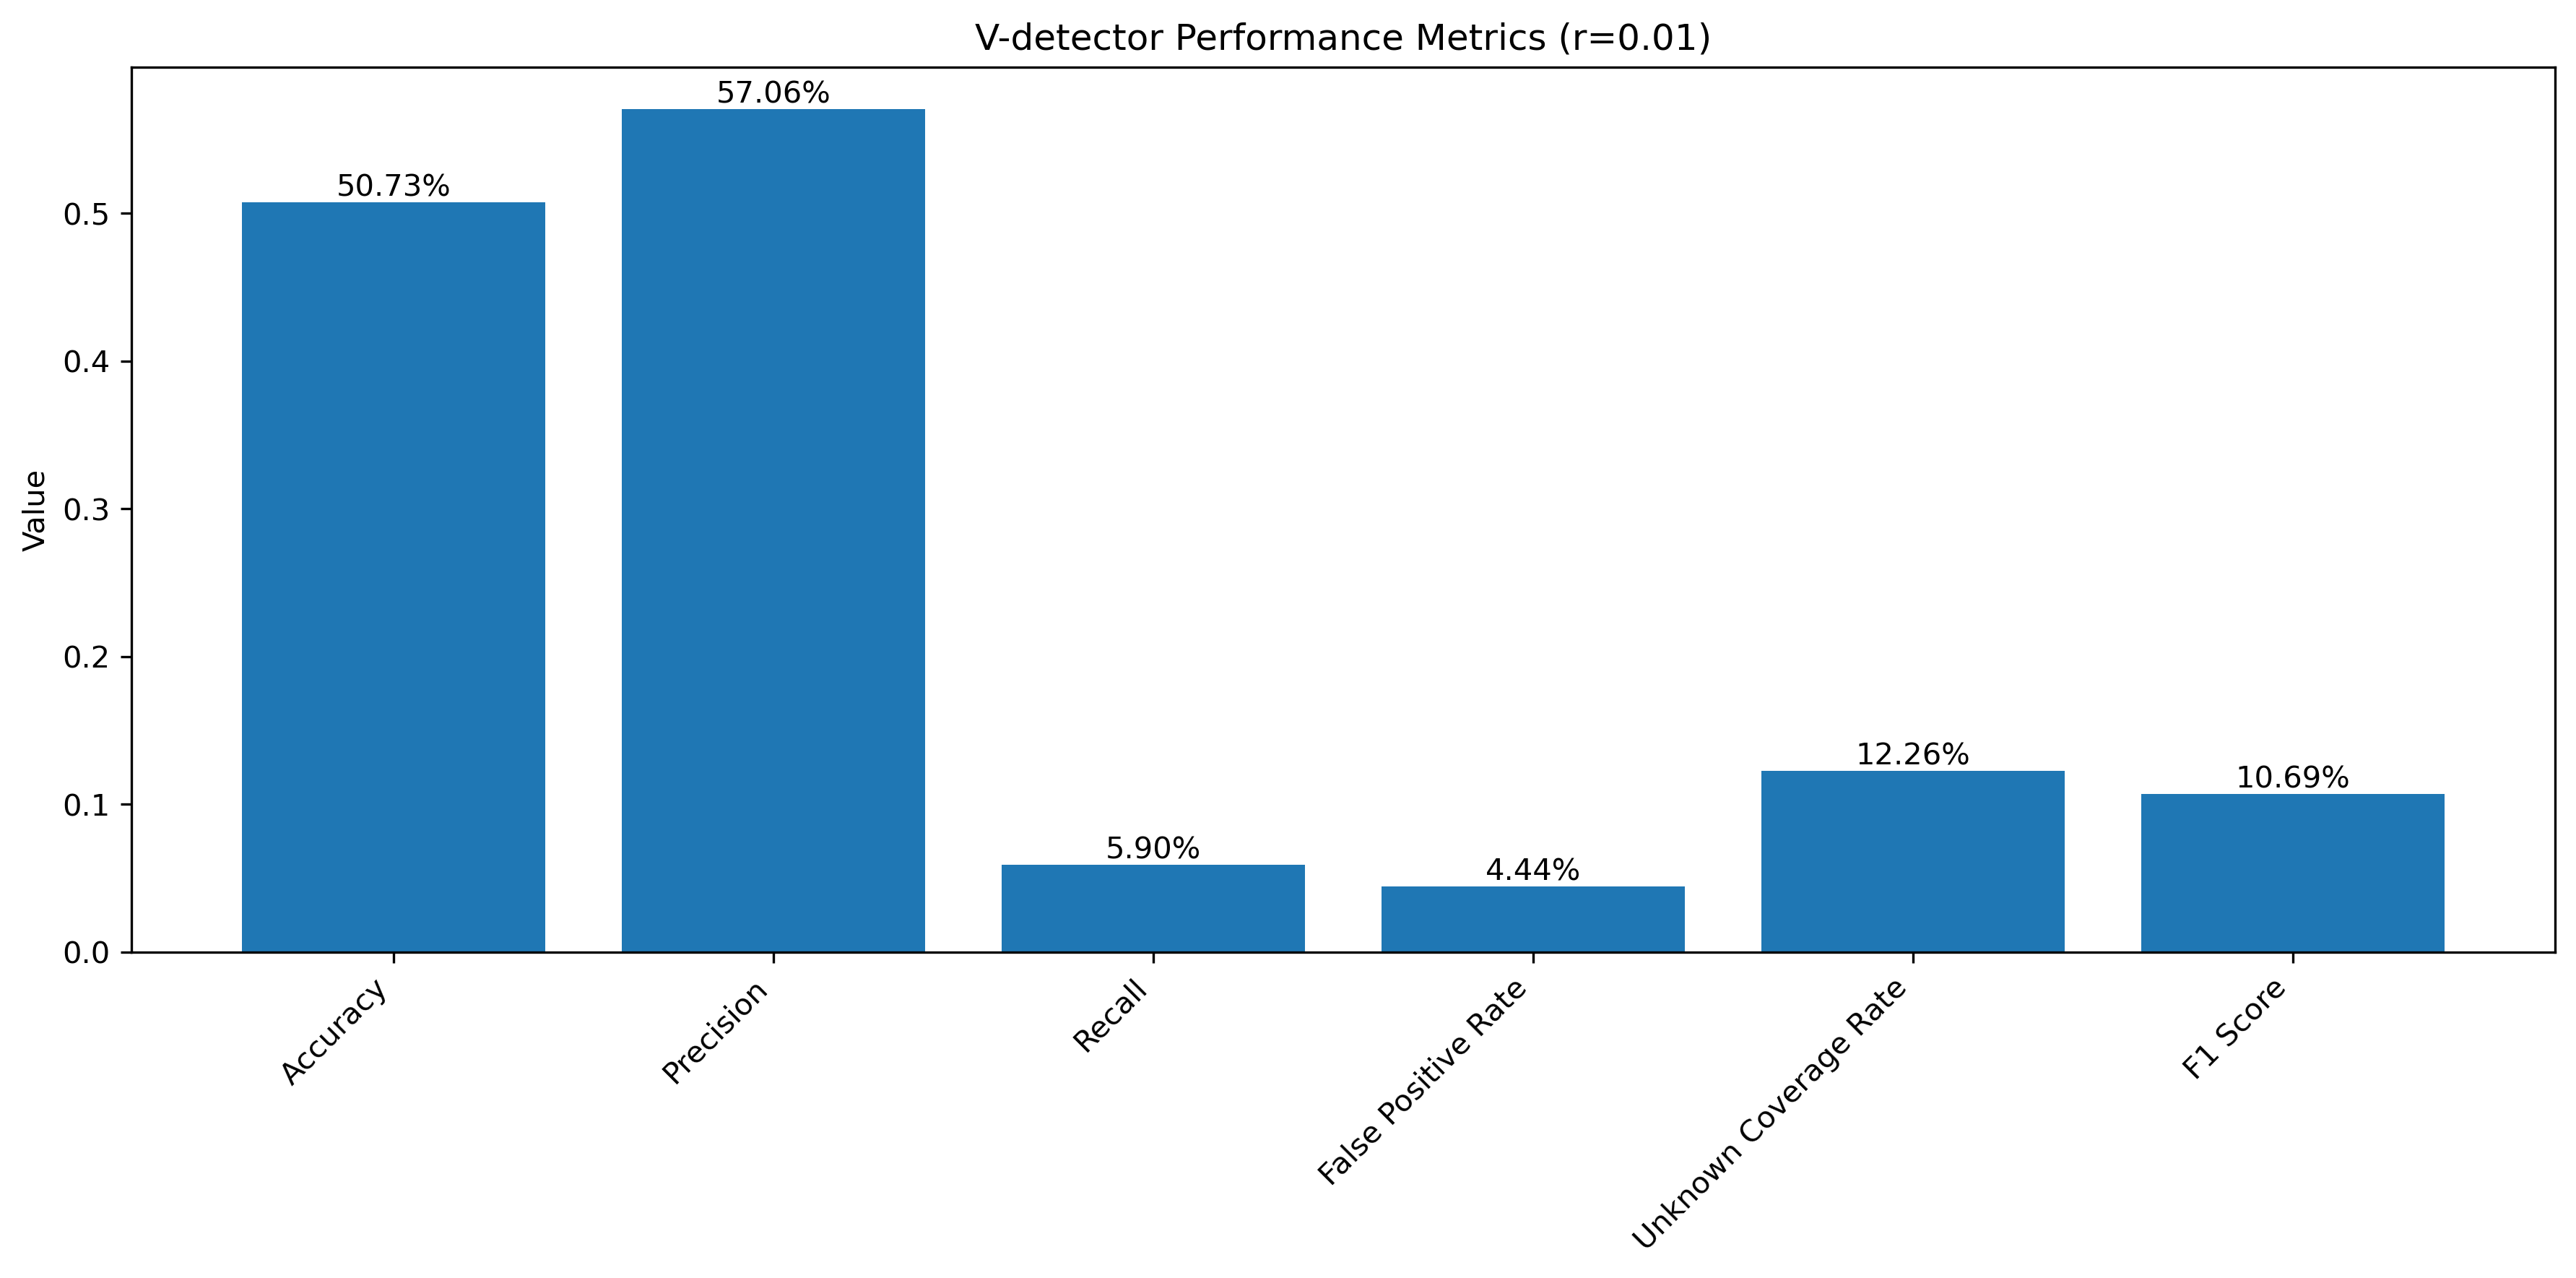 V-detector Performance Metrics (r=0.01)
Value
0.5
0.4
0.3
0.2
0.1
0.0
50.73%
57.06%
5.90%
4.44%
12.26%
10.69%
Accuracy
Precision
Recall
False Positive Rate
Unknown Coverage Rate
F1 Score